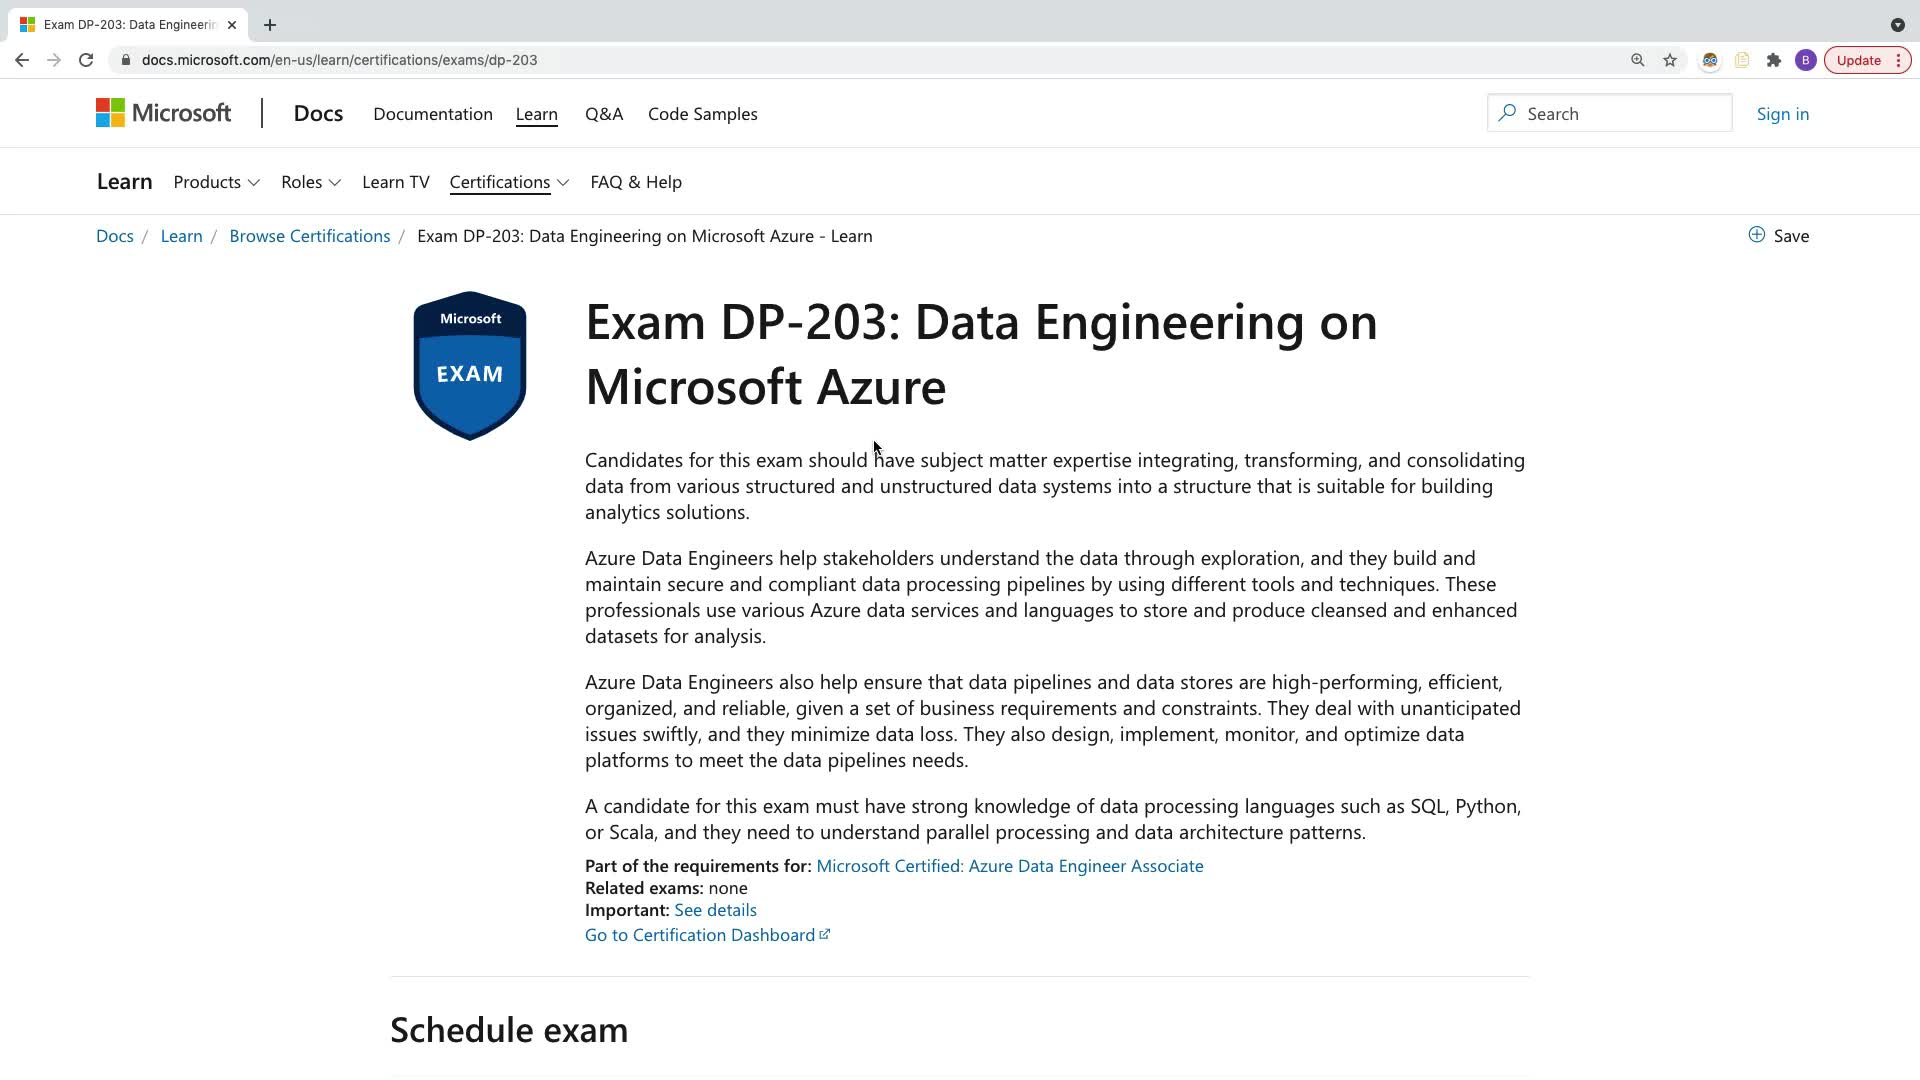 Exam DP-203: Data Engineerin
docs.microsoft.com/en-us/learn/certifications/exams/dp-203
B
Update
Microsoft
Docs
Documentation
Learn
Q&A
Code Samples
Search
Sign in
Learn
Products
Roles
Learn TV
Certifications
FAQ & Help
Docs / Learn / Browse Certifications / Exam DP-203: Data Engineering on Microsoft Azure - Learn
Save
Microsoft
EXAM
Exam DP-203: Data Engineering on
Microsoft Azure
Candidates for this exam should have subject matter expertise integrating, transforming, and consolidating
data from various structured and unstructured data systems into a structure that is suitable for building
analytics solutions.
Azure Data Engineers help stakeholders understand the data through exploration, and they build and
maintain secure and compliant data processing pipelines by using different tools and techniques. These
professionals use various Azure data services and languages to store and produce cleansed and enhanced
datasets for analysis.
Azure Data Engineers also help ensure that data pipelines and data stores are high-performing, efficient,
organized, and reliable, given a set of business requirements and constraints. They deal with unanticipated
issues swiftly, and they minimize data loss. They also design, implement, monitor, and optimize data
platforms to meet the data pipelines needs.
A candidate for this exam must have strong knowledge of data processing languages such as SQL, Python,
or Scala, and they need to understand parallel processing and data architecture patterns.
Part of the requirements for: Microsoft Certified: Azure Data Engineer Associate
Related exams: none
Important: See details
Go to Certification Dashboard
Schedule exam